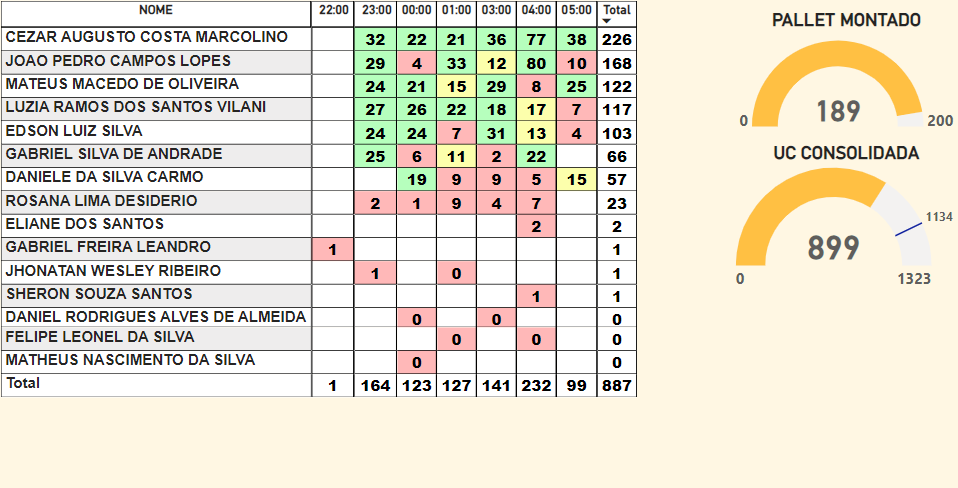 NOME 22:00 23:00 00:00 01:00 03:00 04:00 05:00 Total
CEZAR AUGUSTO COSTA MARCOLINO 32 22 21 36 77 38 226
JOAO PEDRO CAMPOS LOPES 29 4 33 12 80 10 168
MATEUS MACEDO DE OLIVEIRA 24 21 15 29 8 25 122
LUZIA RAMOS DOS SANTOS VILANI 27 26 22 18 17 7 117
EDSON LUIZ SILVA 24 24 7 31 13 4 103
GABRIEL SILVA DE ANDRADE 25 6 11 2 22 66
DANIELE DA SILVA CARMO 19 9 9 5 15 57
ROSANA LIMA DESIDERIO 2 1 9 4 7 23
ELIANE DOS SANTOS 2 2
GABRIEL FREIRA LEANDRO 1 1
JHONATAN WESLEY RIBEIRO 1 0 1
SHERON SOUZA SANTOS 1 1
DANIEL RODRIGUES ALVES DE ALMEIDA 0 0 0
FELIPE LEONEL DA SILVA 0 0 0
MATHEUS NASCIMENTO DA SILVA 0 0
Total 1 164 123 127 141 232 99 887
PALLET MONTADO
189
0 200
UC CONSOLIDADA
1134
899
0 1323